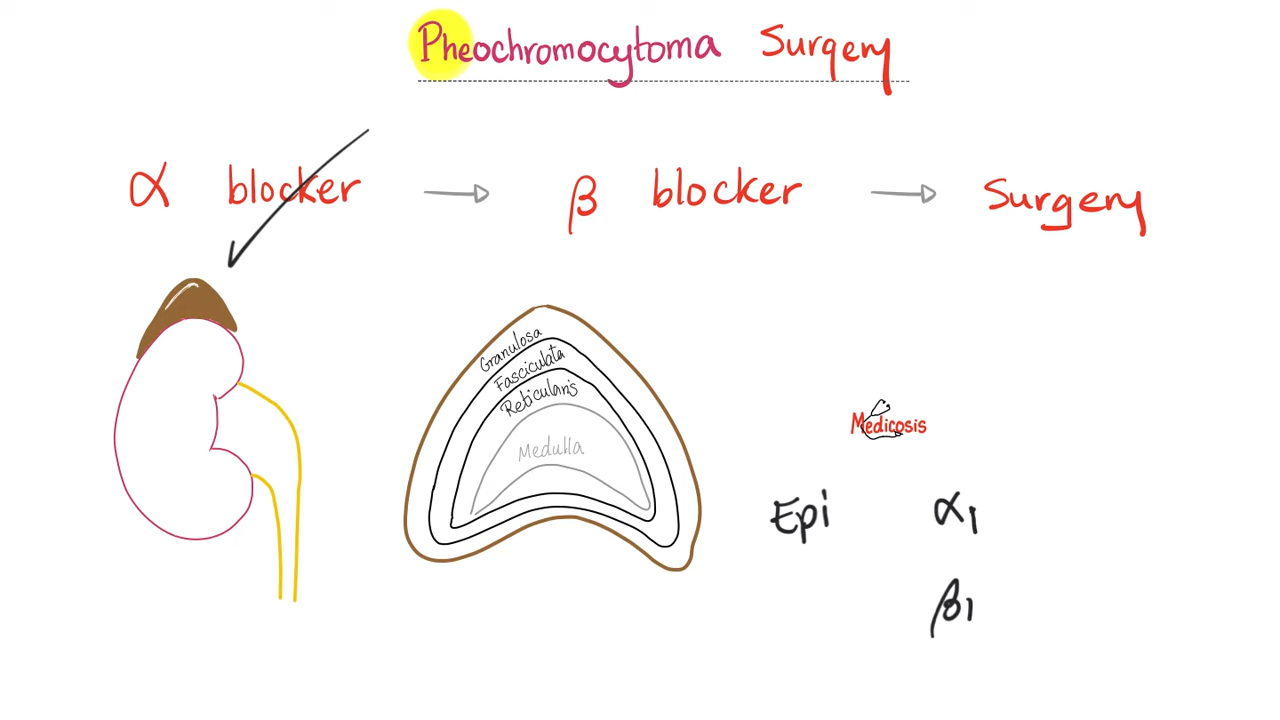 Pheochromocytoma Surgery
α blocker → β blocker → Surgery
Granulosa
Fasciculata
Reticularis
Medulla
Medicosis
Epi α1
β1